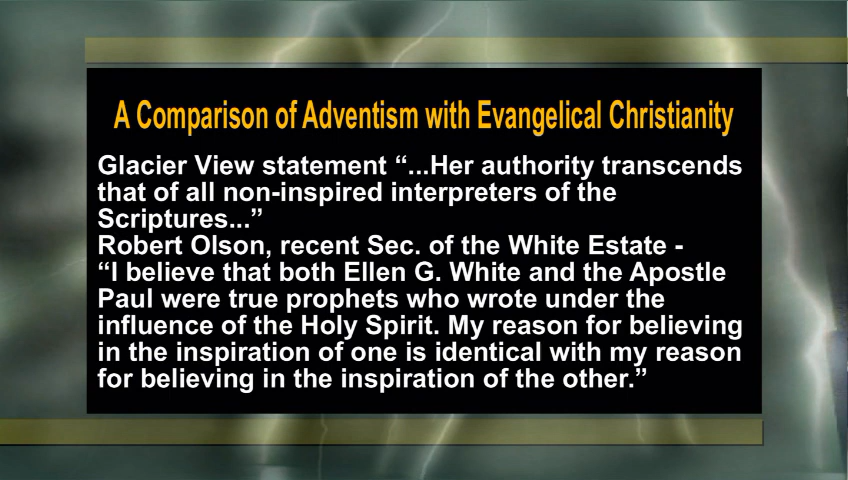 A Comparison of Adventism with Evangelical Christianity
Glacier View statement “...Her authority transcends
that of all non-inspired interpreters of the
Scriptures...”
Robert Olson, recent Sec. of the White Estate -
“I believe that both Ellen G. White and the Apostle
Paul were true prophets who wrote under the
influence of the Holy Spirit. My reason for believing
in the inspiration of one is identical with my reason
for believing in the inspiration of the other.”